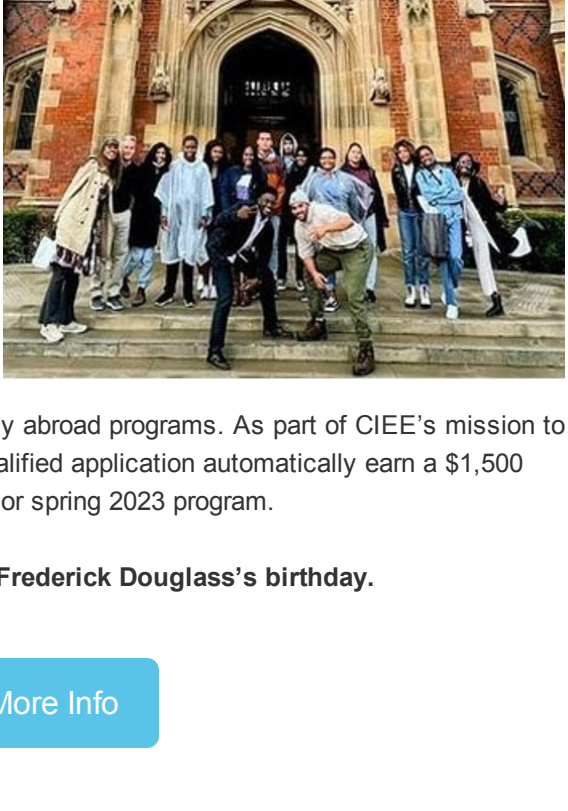 y abroad programs. As part of CIEE’s mission to
alified application automatically earn a $1,500
or spring 2023 program.
Frederick Douglass’s birthday.
More Info